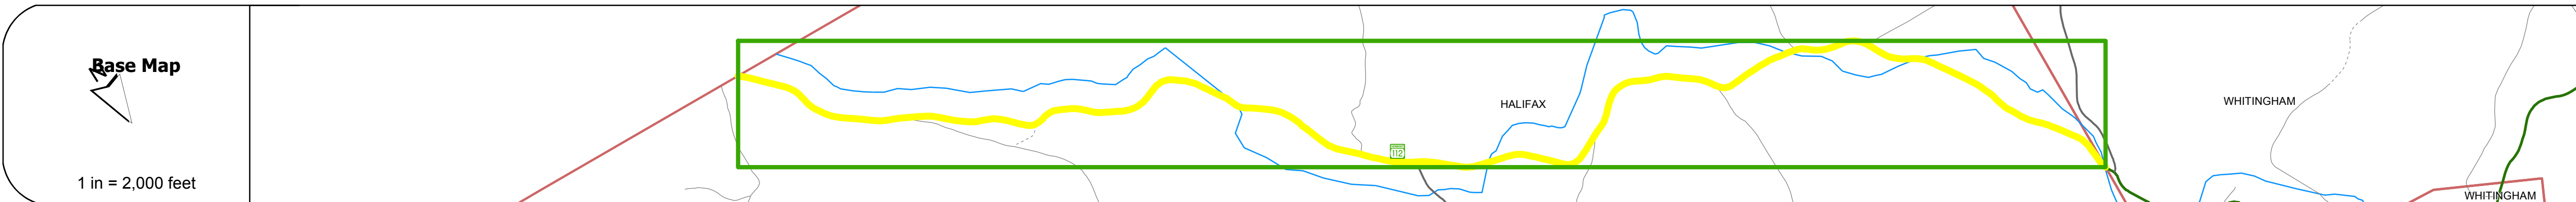 Base Map
N
1 in = 2,000 feet
HALIFAX
112
WHITINGHAM
WHITINGHAM